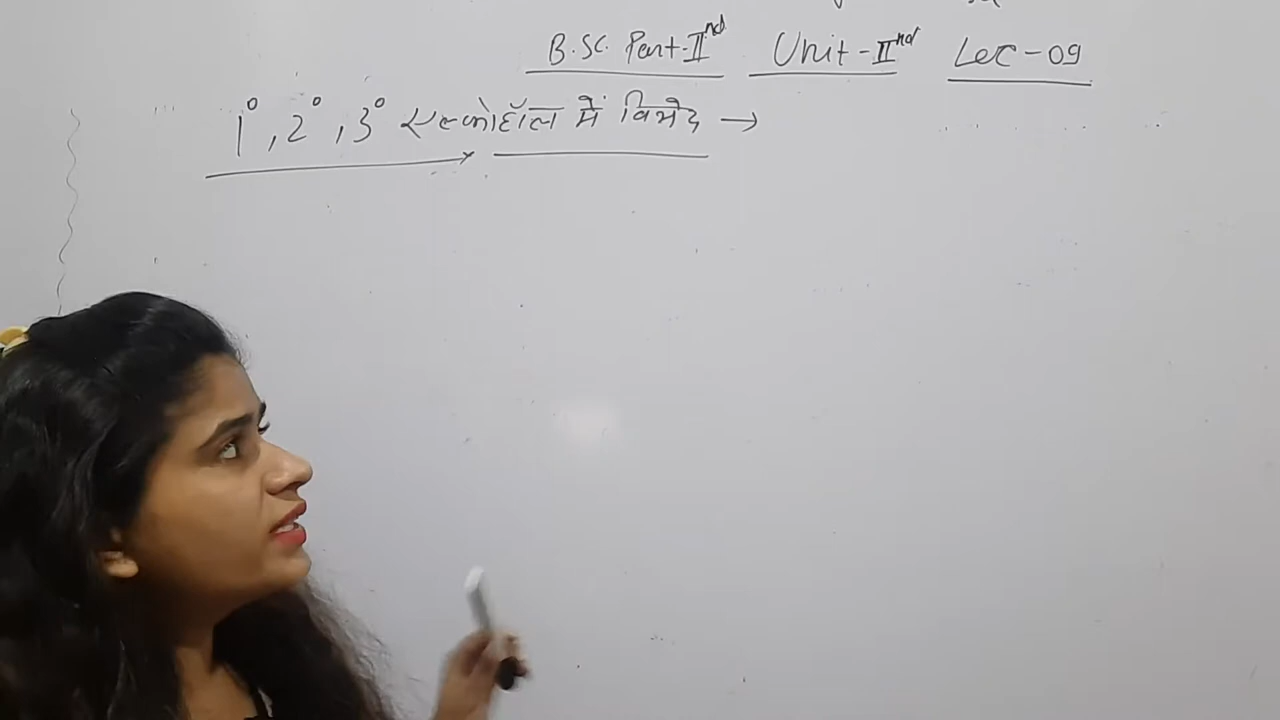 B.Sc. Part-IInd Unit-IInd Lec-09
1°, 2°, 3° एल्कोहॉल में विभेद →